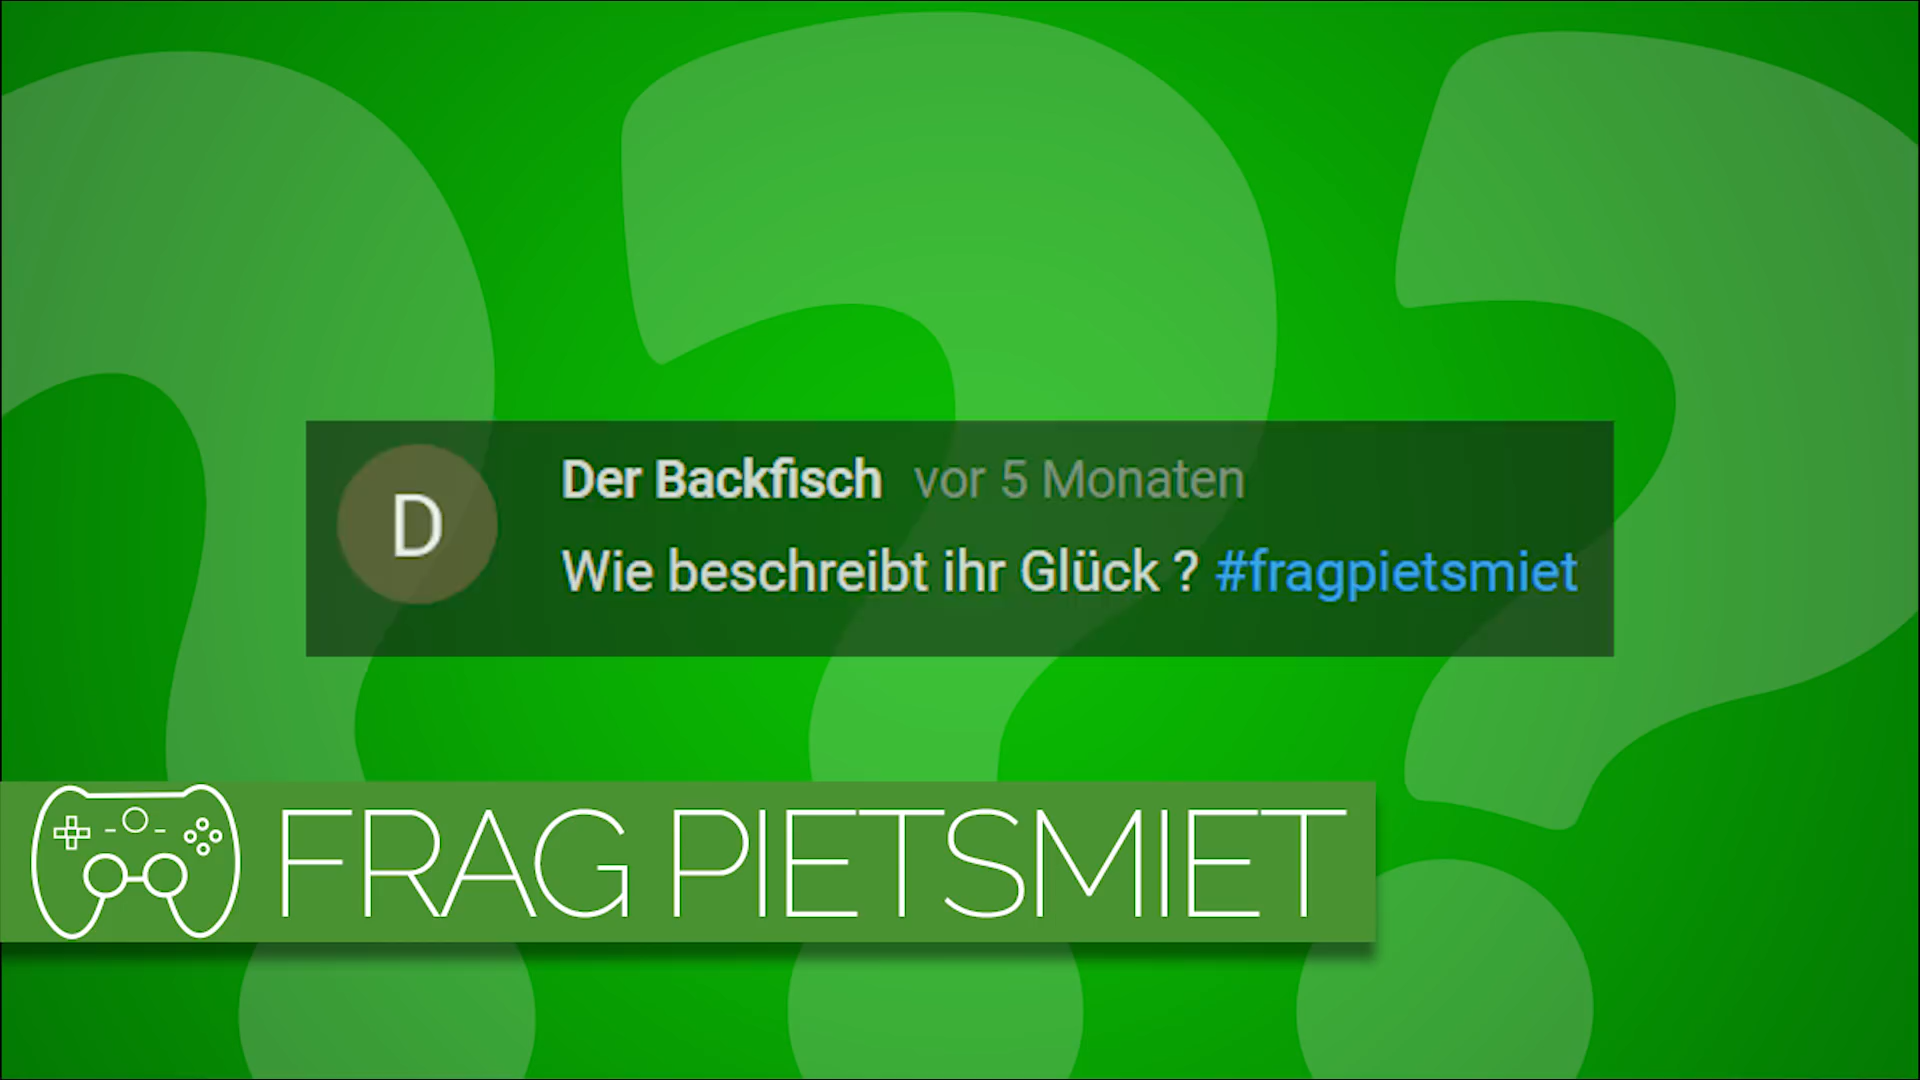 D
Der Backfisch vor 5 Monaten
Wie beschreibt ihr Glück ? #fragpietsmiet
FRAG PIETSMIET